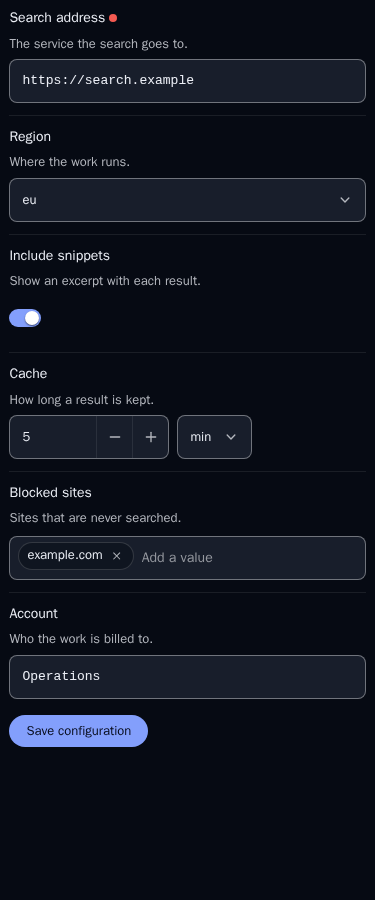 Search address
The service the search goes to.
https://search.example
Region
Where the work runs.
eu
Include snippets
Show an excerpt with each result.
Cache
How long a result is kept.
5
min
Blocked sites
Sites that are never searched.
example.com
Add a value
Account
Who the work is billed to.
Operations
Save configuration